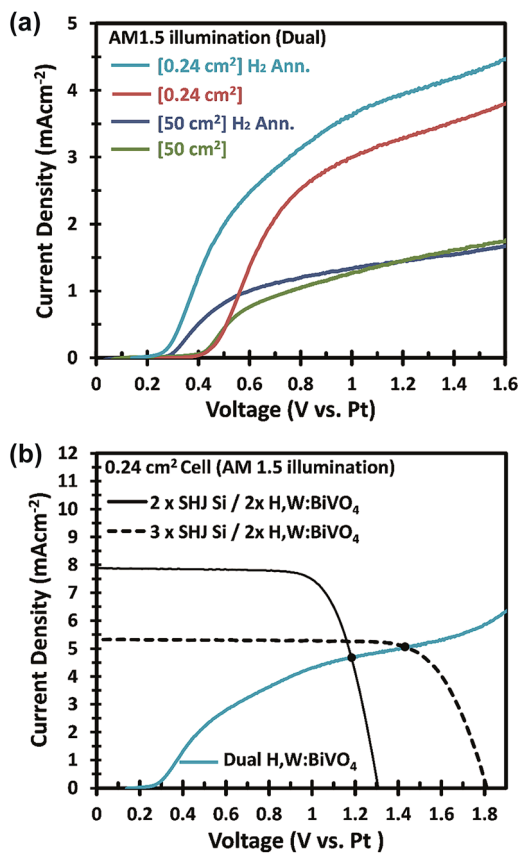 (a)
AM1.5 illumination (Dual)
[0.24 cm²] H₂ Ann.
[0.24 cm²]
[50 cm²] H₂ Ann.
[50 cm²]
Current Density (mAcm⁻²)
5
4
3
2
1
0
0 0.2 0.4 0.6 0.8 1 1.2 1.4 1.6
Voltage (V vs. Pt)
(b)
0.24 cm² Cell (AM 1.5 illumination)
2 x SHJ Si / 2x H,W:BiVO₄
3 x SHJ Si / 2x H,W:BiVO₄
Dual H,W:BiVO₄
Current Density (mAcm⁻²)
12
11
10
9
8
7
6
5
4
3
2
1
0
0 0.2 0.4 0.6 0.8 1 1.2 1.4 1.6 1.8
Voltage (V vs. Pt )